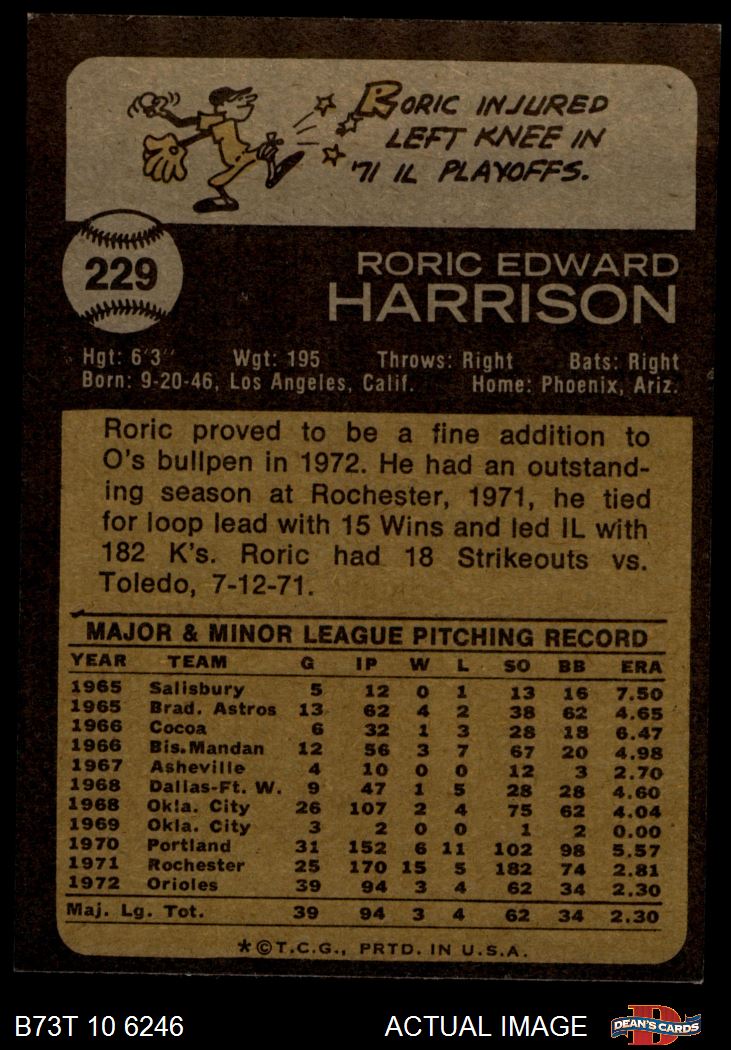 RORIC INJURED
LEFT KNEE IN
'71 IL PLAYOFFS.
229
RORIC EDWARD
HARRISON
Hgt: 6'3" Wgt: 195 Throws: Right Bats: Right
Born: 9-20-46, Los Angeles, Calif. Home: Phoenix, Ariz.
Roric proved to be a fine addition to
O's bullpen in 1972. He had an outstand-
ing season at Rochester, 1971, he tied
for loop lead with 15 Wins and led IL with
182 K's. Roric had 18 Strikeouts vs.
Toledo, 7-12-71.
MAJOR & MINOR LEAGUE PITCHING RECORD
YEAR TEAM G IP W L SO BB ERA
1965 Salisbury 5 12 0 1 13 16 7.50
1965 Brad. Astros 13 62 4 2 38 62 4.65
1966 Cocoa 6 32 1 3 28 18 6.47
1966 Bis.Mandan 12 56 3 7 67 20 4.98
1967 Asheville 4 10 0 0 12 3 2.70
1968 Dallas-Ft. W. 9 47 1 5 28 28 4.60
1968 Okla. City 26 107 2 4 75 62 4.04
1969 Okla. City 3 2 0 0 1 2 0.00
1970 Portland 31 152 6 11 102 98 5.57
1971 Rochester 25 170 15 5 182 74 2.81
1972 Orioles 39 94 3 4 62 34 2.30
Maj. Lg. Tot. 39 94 3 4 62 34 2.30
*©T.C.G., PRTD. IN U.S.A.
B73T 10 6246 ACTUAL IMAGE DEAN'S CARDS